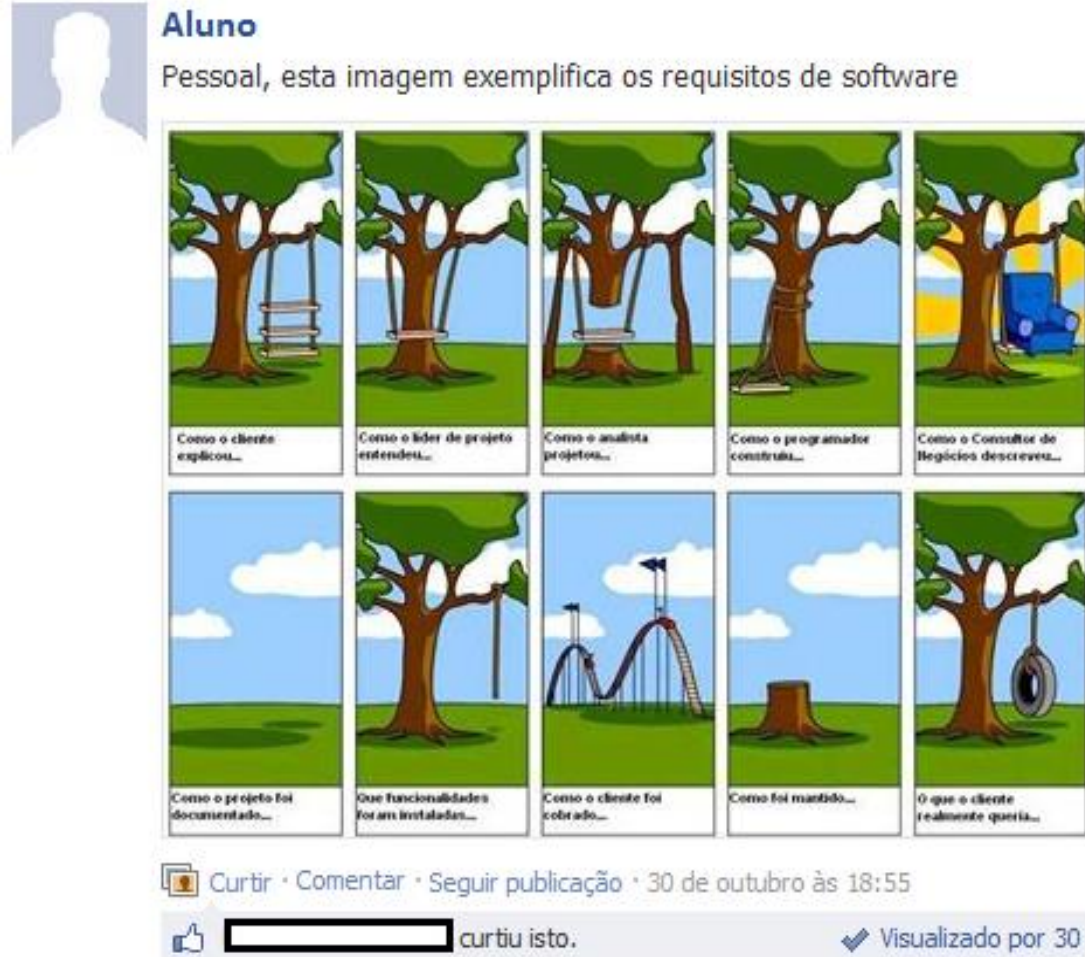 Aluno
Pessoal, esta imagem exemplifica os requisitos de software
Como o cliente
explicou...
Como o líder de projeto
entendeu...
Como o analista
projetou...
Como o programador
construiu...
Como o Consultor de
Negócios descreveu...
Como o projeto foi
documentado...
Que funcionalidades
foram instaladas...
Como o cliente foi
cobrado...
Como foi mantido...
O que o cliente
realmente queria...
Curtir · Comentar · Seguir publicação · 30 de outubro às 18:55
curtiu isto.
Visualizado por 30